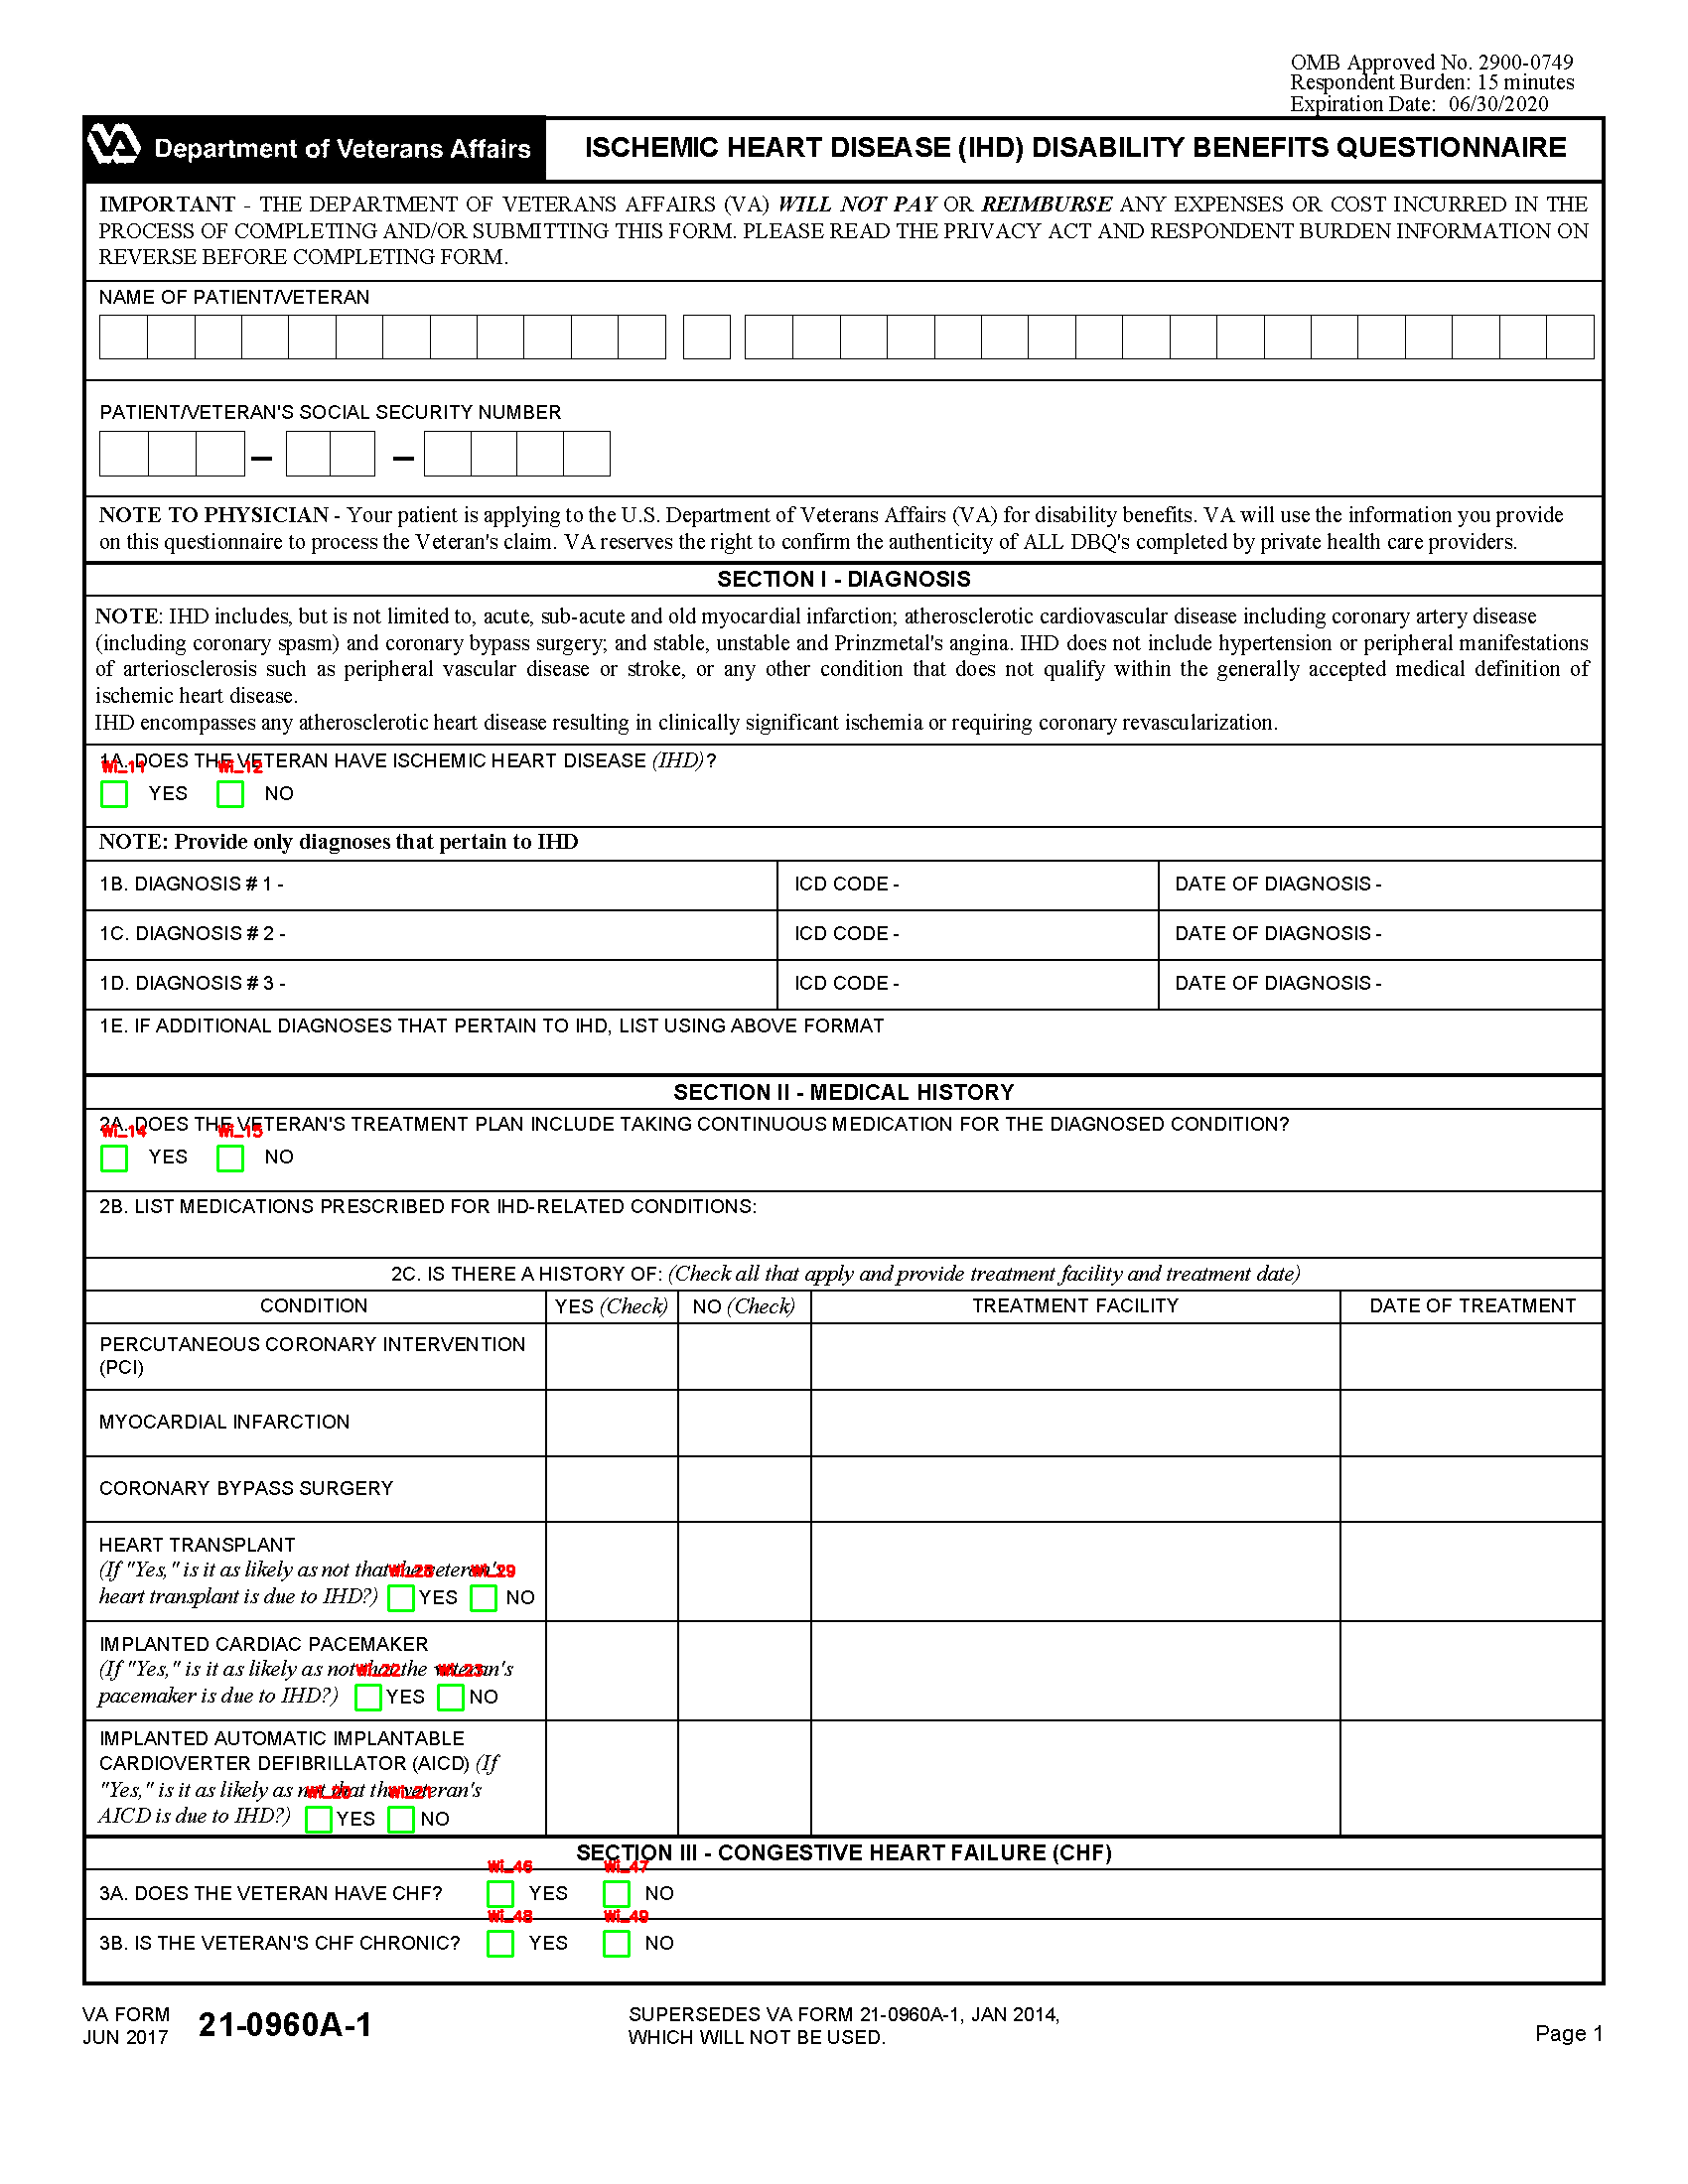 OMB Approved No. 2900-0749
Respondent Burden: 15 minutes
Expiration Date: 06/30/2020
VA Department of Veterans Affairs
ISCHEMIC HEART DISEASE (IHD) DISABILITY BENEFITS QUESTIONNAIRE
IMPORTANT - THE DEPARTMENT OF VETERANS AFFAIRS (VA) WILL NOT PAY OR REIMBURSE ANY EXPENSES OR COST INCURRED IN THE
PROCESS OF COMPLETING AND/OR SUBMITTING THIS FORM. PLEASE READ THE PRIVACY ACT AND RESPONDENT BURDEN INFORMATION ON
REVERSE BEFORE COMPLETING FORM.
NAME OF PATIENT/VETERAN
PATIENT/VETERAN'S SOCIAL SECURITY NUMBER
NOTE TO PHYSICIAN - Your patient is applying to the U.S. Department of Veterans Affairs (VA) for disability benefits. VA will use the information you provide
on this questionnaire to process the Veteran's claim. VA reserves the right to confirm the authenticity of ALL DBQ's completed by private health care providers.
SECTION I - DIAGNOSIS
NOTE: IHD includes, but is not limited to, acute, sub-acute and old myocardial infarction; atherosclerotic cardiovascular disease including coronary artery disease
(including coronary spasm) and coronary bypass surgery; and stable, unstable and Prinzmetal's angina. IHD does not include hypertension or peripheral manifestations
of arteriosclerosis such as peripheral vascular disease or stroke, or any other condition that does not qualify within the generally accepted medical definition of
ischemic heart disease.
IHD encompasses any atherosclerotic heart disease resulting in clinically significant ischemia or requiring coronary revascularization.
1A. DOES THE VETERAN HAVE ISCHEMIC HEART DISEASE (IHD)?
Wi_11 Wi_12
YES NO
NOTE: Provide only diagnoses that pertain to IHD
1B. DIAGNOSIS # 1 - ICD CODE - DATE OF DIAGNOSIS -
1C. DIAGNOSIS # 2 - ICD CODE - DATE OF DIAGNOSIS -
1D. DIAGNOSIS # 3 - ICD CODE - DATE OF DIAGNOSIS -
1E. IF ADDITIONAL DIAGNOSES THAT PERTAIN TO IHD, LIST USING ABOVE FORMAT
SECTION II - MEDICAL HISTORY
2A. DOES THE VETERAN'S TREATMENT PLAN INCLUDE TAKING CONTINUOUS MEDICATION FOR THE DIAGNOSED CONDITION?
Wi_14 Wi_15
YES NO
2B. LIST MEDICATIONS PRESCRIBED FOR IHD-RELATED CONDITIONS:
2C. IS THERE A HISTORY OF: (Check all that apply and provide treatment facility and treatment date)
CONDITION YES (Check) NO (Check) TREATMENT FACILITY DATE OF TREATMENT
PERCUTANEOUS CORONARY INTERVENTION
(PCI)
MYOCARDIAL INFARCTION
CORONARY BYPASS SURGERY
HEART TRANSPLANT
(If "Yes," is it as likely as not that the veteran's
Wi_28 Wi_29
heart transplant is due to IHD?) YES NO
IMPLANTED CARDIAC PACEMAKER
(If "Yes," is it as likely as not that the veteran's
Wi_22 Wi_23
pacemaker is due to IHD?) YES NO
IMPLANTED AUTOMATIC IMPLANTABLE
CARDIOVERTER DEFIBRILLATOR (AICD) (If
"Yes," is it as likely as not that the veteran's
Wi_20 Wi_21
AICD is due to IHD?) YES NO
SECTION III - CONGESTIVE HEART FAILURE (CHF)
Wi_46 Wi_47
3A. DOES THE VETERAN HAVE CHF? YES NO
Wi_48 Wi_49
3B. IS THE VETERAN'S CHF CHRONIC? YES NO
VA FORM
JUN 2017
21-0960A-1
SUPERSEDES VA FORM 21-0960A-1, JAN 2014,
WHICH WILL NOT BE USED.
Page 1